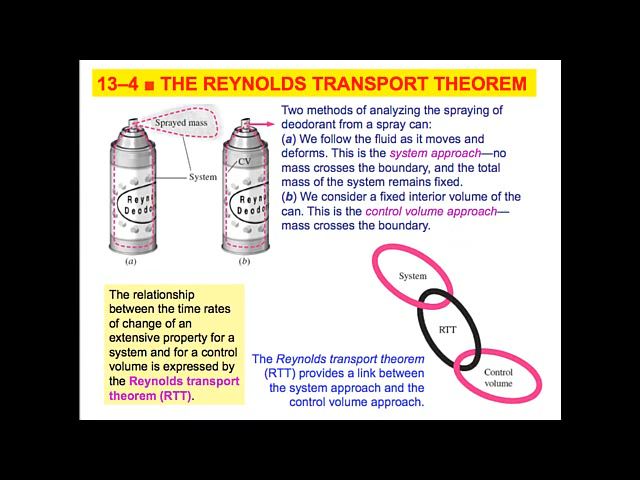 13–4 ■ THE REYNOLDS TRANSPORT THEOREM
Sprayed mass
System
CV
Reyn
Deodo
Reyn
Deod
(a)
(b)
Two methods of analyzing the spraying of
deodorant from a spray can:
(a) We follow the fluid as it moves and
deforms. This is the system approach—no
mass crosses the boundary, and the total
mass of the system remains fixed.
(b) We consider a fixed interior volume of the
can. This is the control volume approach—
mass crosses the boundary.
System
RTT
Control
volume
The relationship
between the time rates
of change of an
extensive property for a
system and for a control
volume is expressed by
the Reynolds transport
theorem (RTT).
The Reynolds transport theorem
(RTT) provides a link between
the system approach and the
control volume approach.